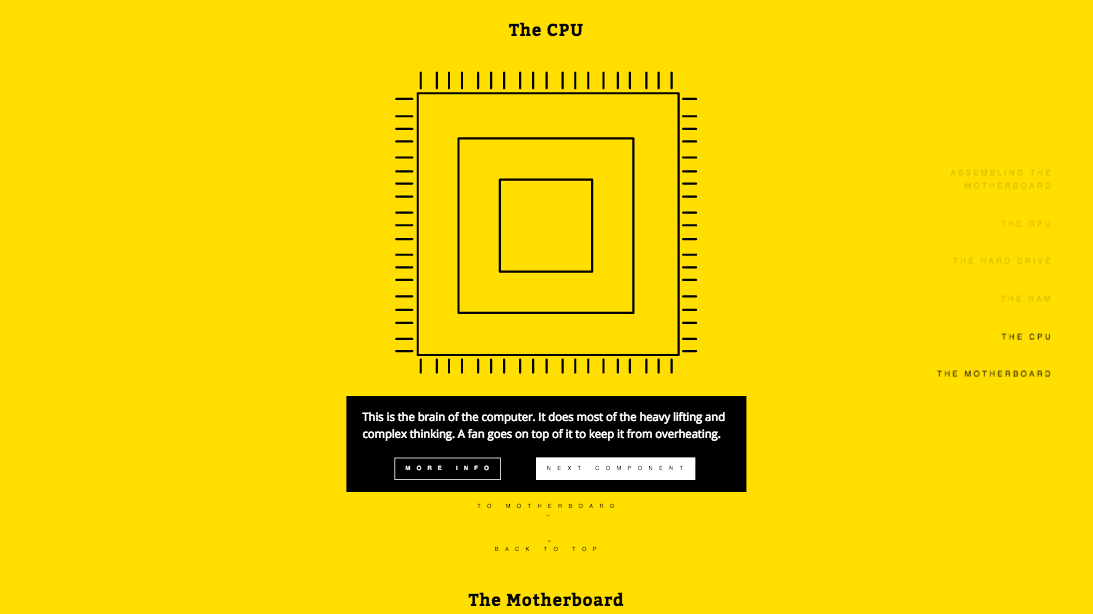 The CPU
ASSEMBLING THE
MOTHERBOARD
THE GPU
THE HARD DRIVE
THE RAM
THE CPU
THE MOTHERBOARD
This is the brain of the computer. It does most of the heavy lifting and
complex thinking. A fan goes on top of it to keep it from overheating.
MORE INFO
NEXT COMPONENT
TO MOTHERBOARD
BACK TO TOP
The Motherboard